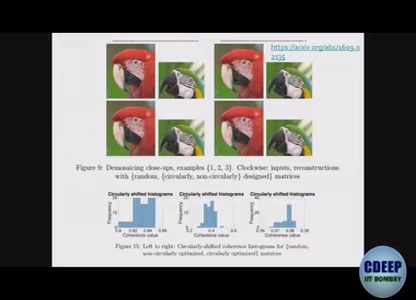 https://arxiv.org/abs/1609.0
2135
Figure 9: Demosaicing close-ups, examples {1, 2, 3}. Clockwise: inputs, reconstructions
with {random, {circularly, non-circularly} designed} matrices
Circularly shifted histograms Circularly shifted histograms Circularly shifted histograms
Coherence value Coherence value Coherence value
Figure 15: Left to right: Circularly-shifted coherence histograms for {random,
non-circularly optimized, circularly optimized} matrices
CDEEP
IIT BOMBAY